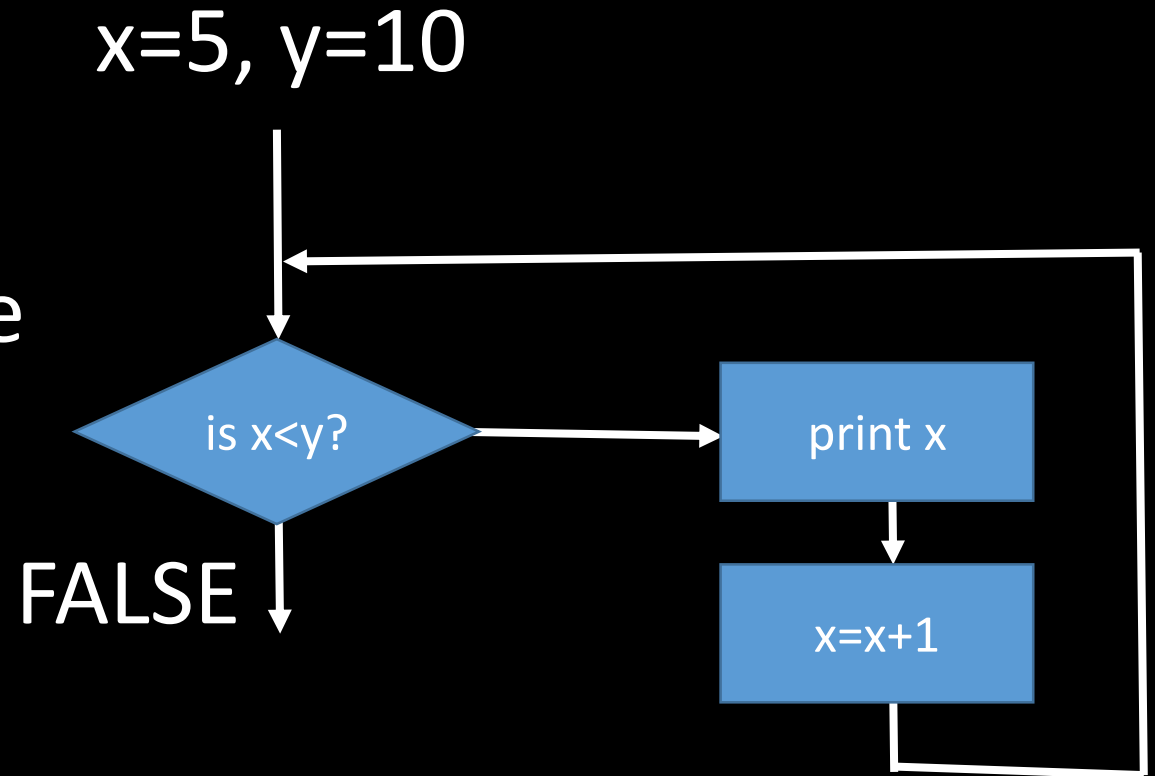 x=5, y=10
e
is x<y?
print x
FALSE
x=x+1